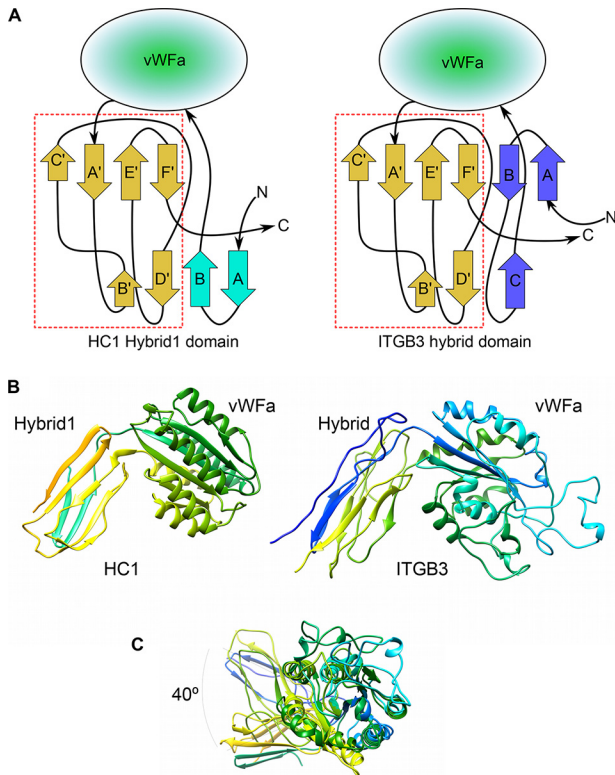 A
vWFa
vWFa
C'
A'
E'
F'
N
C
B'
D'
B
A
HC1 Hybrid1 domain
C'
A'
E'
F'
B
A
N
C
B'
D'
C
ITGB3 hybrid domain
B
Hybrid1
vWFa
HC1
Hybrid
vWFa
ITGB3
C
40º